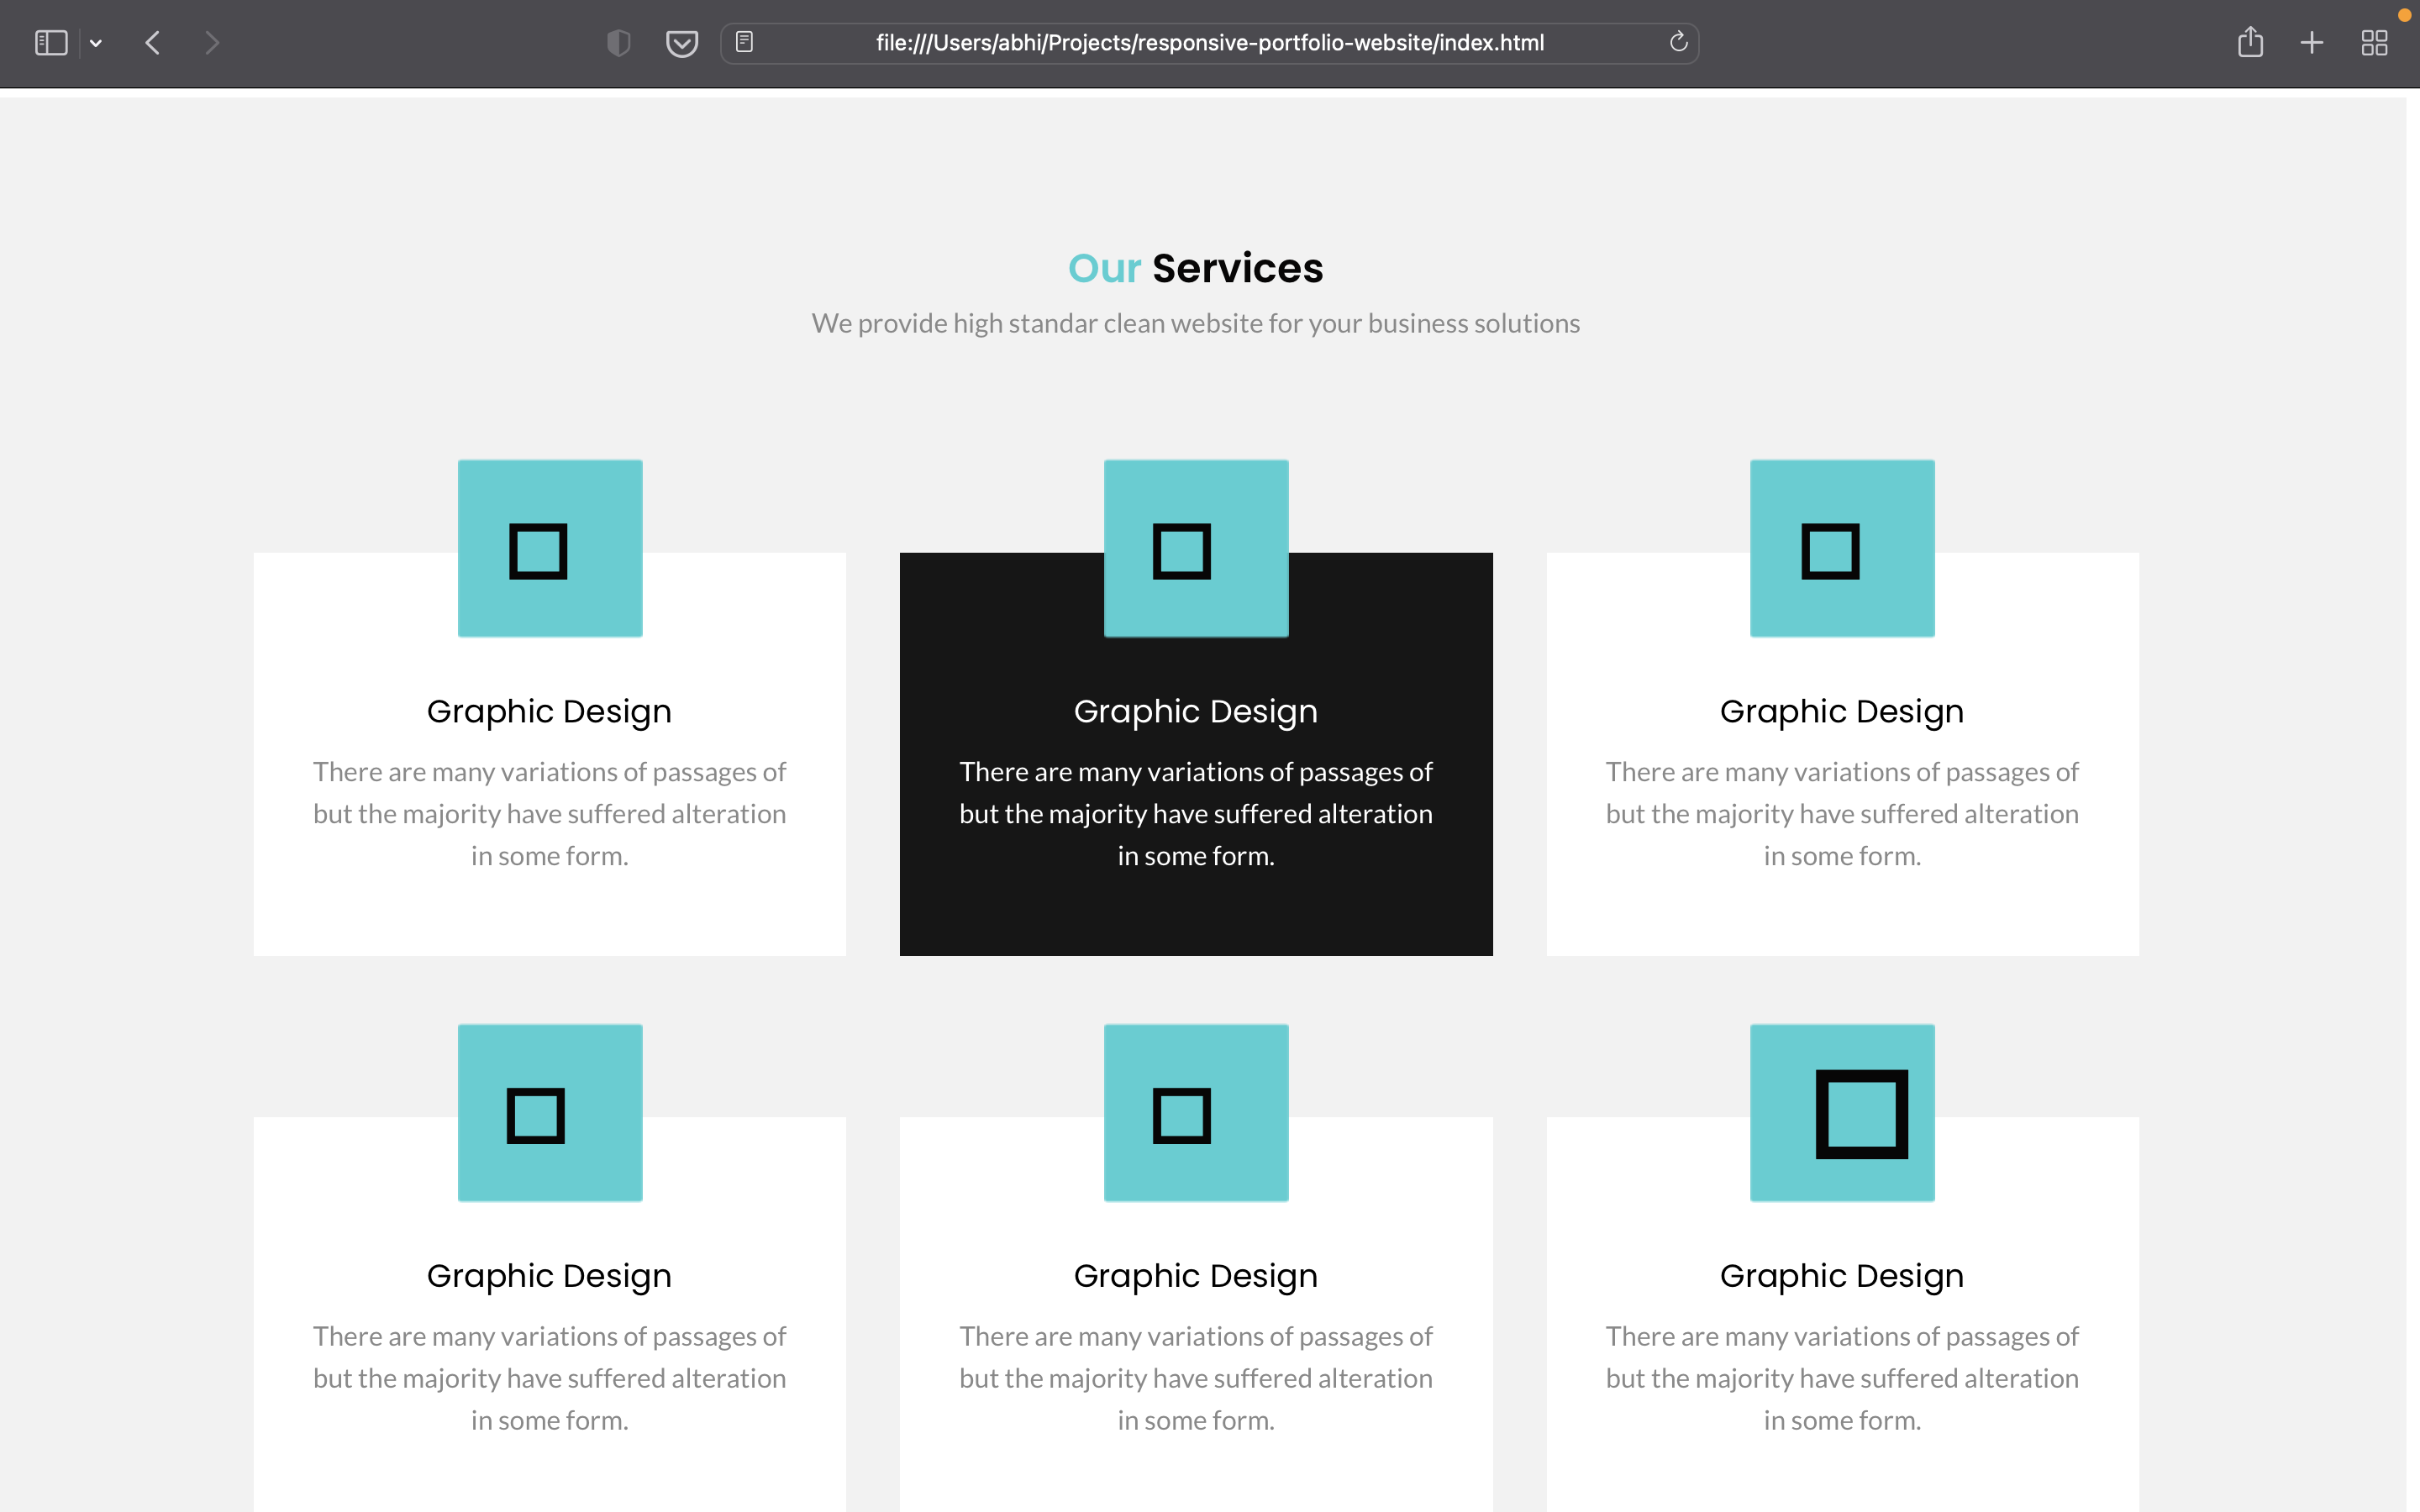 file:///Users/abhi/Projects/responsive-portfolio-website/index.html
Our Services
We provide high standar clean website for your business solutions
Graphic Design
There are many variations of passages of
but the majority have suffered alteration
in some form.
Graphic Design
There are many variations of passages of
but the majority have suffered alteration
in some form.
Graphic Design
There are many variations of passages of
but the majority have suffered alteration
in some form.
Graphic Design
There are many variations of passages of
but the majority have suffered alteration
in some form.
Graphic Design
There are many variations of passages of
but the majority have suffered alteration
in some form.
Graphic Design
There are many variations of passages of
but the majority have suffered alteration
in some form.